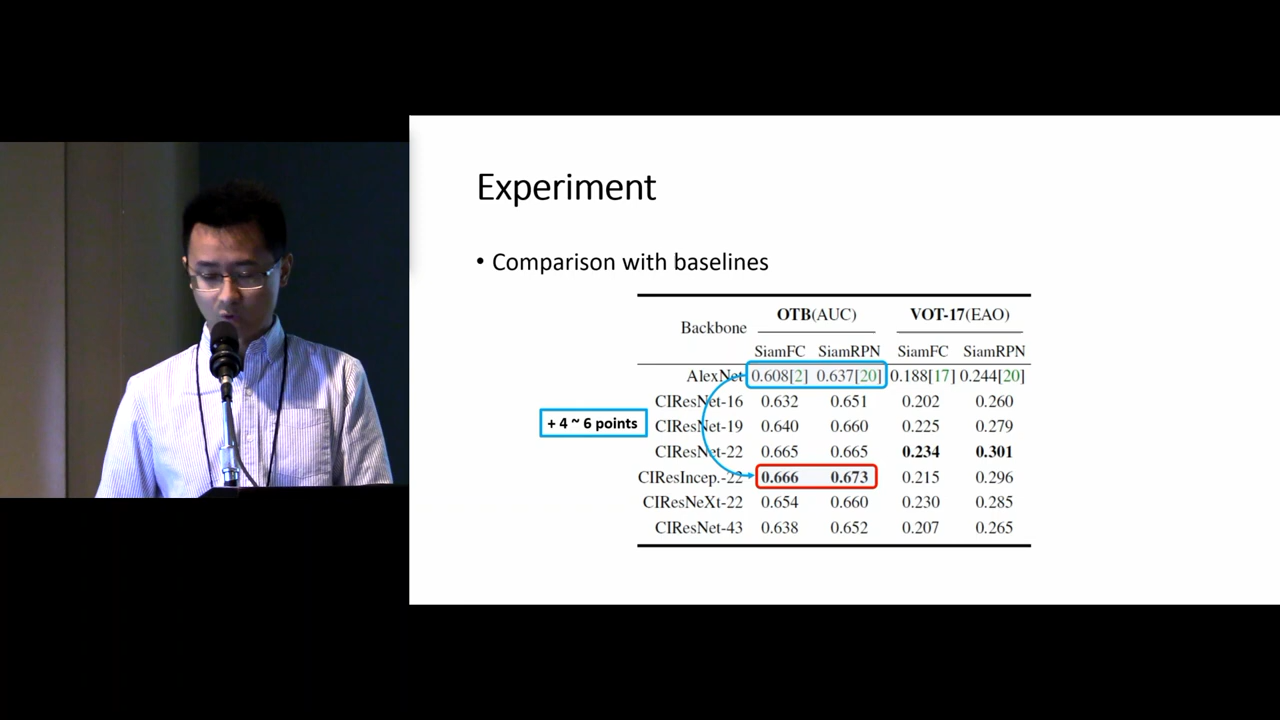 Experiment
• Comparison with baselines
Backbone OTB(AUC) VOT-17(EAO)
SiamFC SiamRPN SiamFC SiamRPN
AlexNet 0.608[2] 0.637[20] 0.188[17] 0.244[20]
CIResNet-16 0.632 0.651 0.202 0.260
CIResNet-19 0.640 0.660 0.225 0.279
+ 4 ~ 6 points
CIResNet-22 0.665 0.665 0.234 0.301
CIResIncep.-22 0.666 0.673 0.215 0.296
CIResNeXt-22 0.654 0.660 0.230 0.285
CIResNet-43 0.638 0.652 0.207 0.265